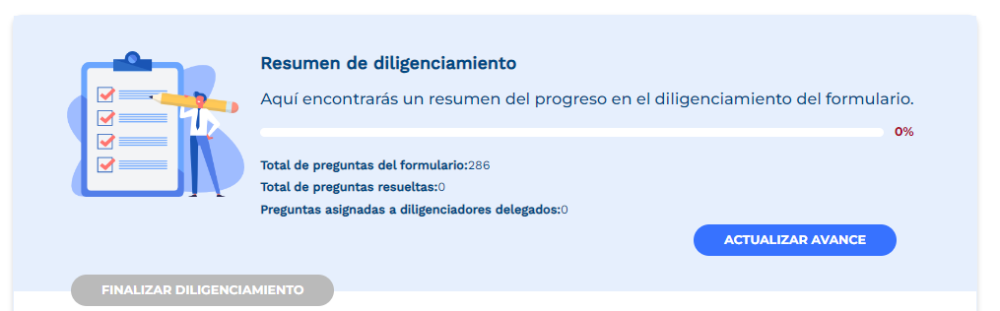 Resumen de diligenciamiento
Aquí encontrarás un resumen del progreso en el diligenciamiento del formulario.
0%
Total de preguntas del formulario:286
Total de preguntas resueltas:0
Preguntas asignadas a diligenciadores delegados:0
ACTUALIZAR AVANCE
FINALIZAR DILIGENCIAMIENTO